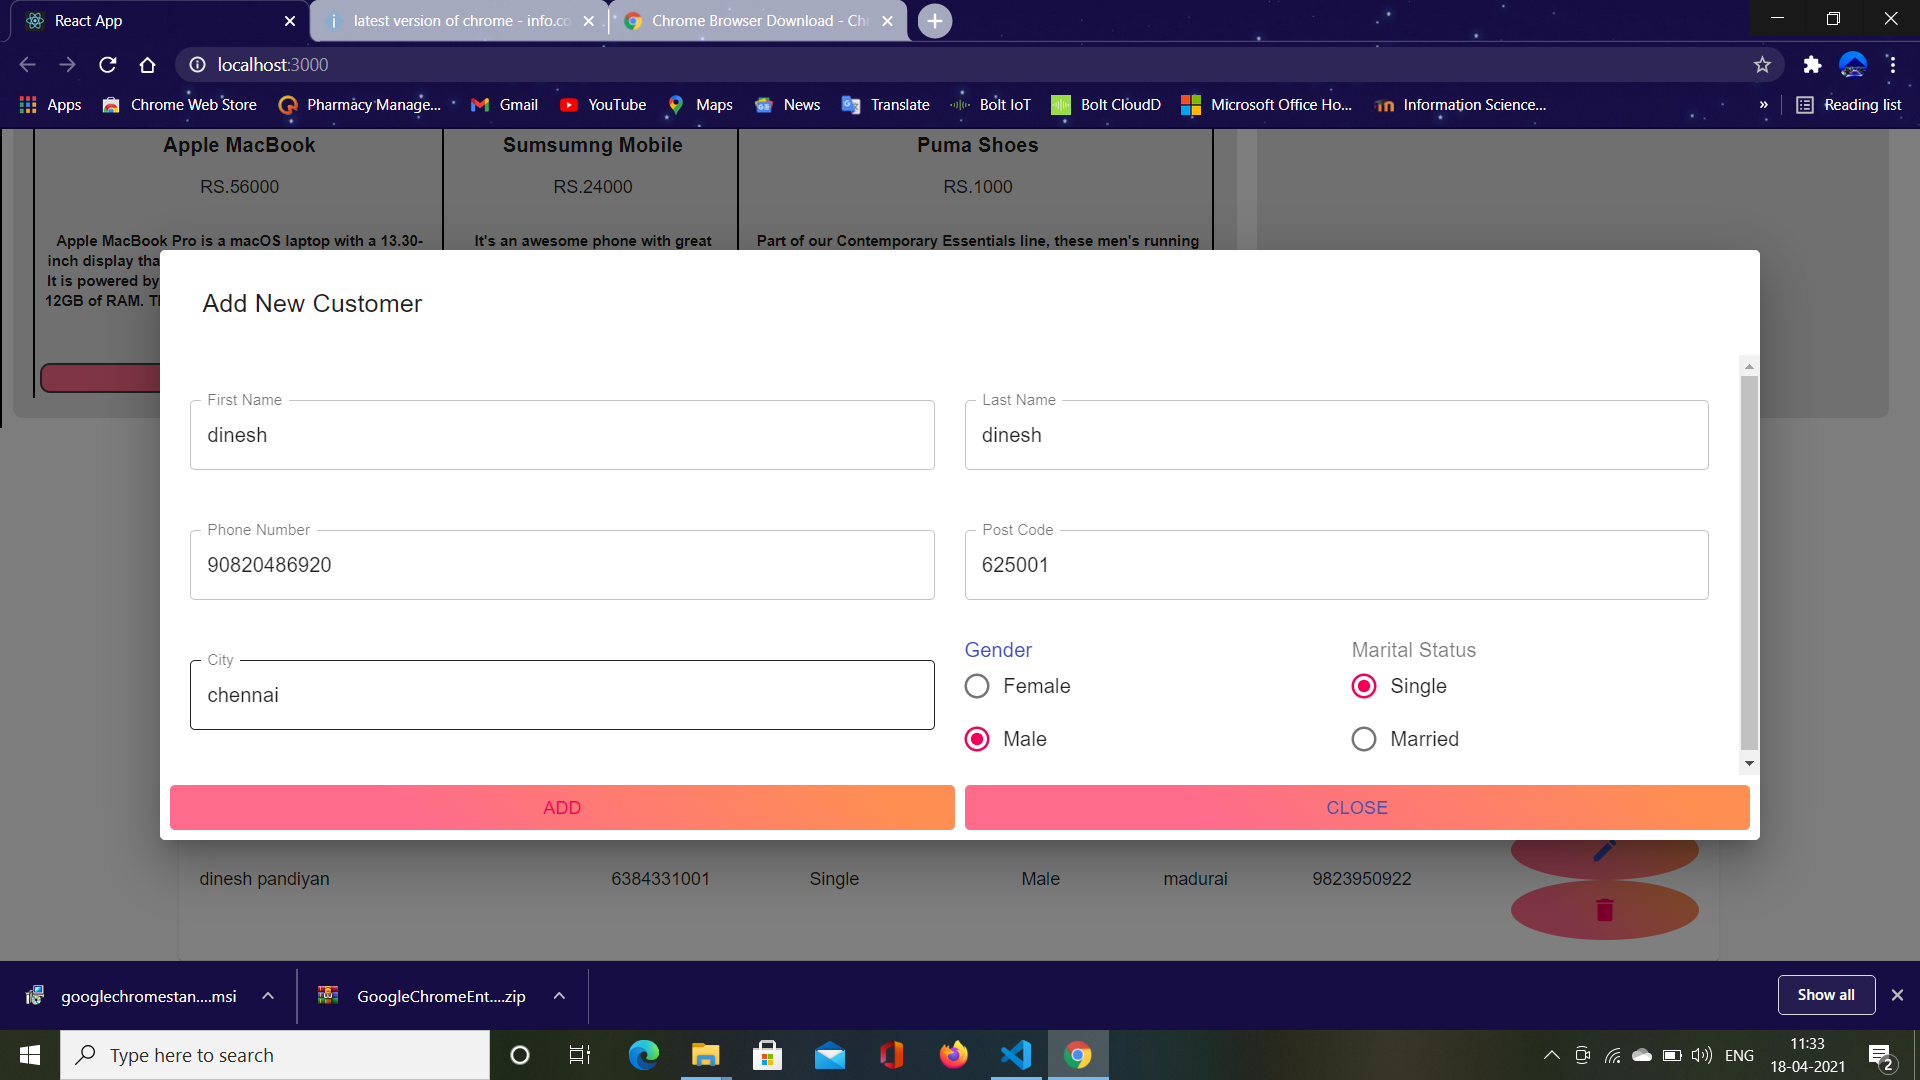 React App
latest version of chrome - info.co
Chrome Browser Download - Chr
localhost:3000
Apps
Chrome Web Store
Pharmacy Manage...
Gmail
YouTube
Maps
News
Translate
Bolt IoT
Bolt CloudD
Microsoft Office Ho...
Information Science...
»
Reading list
Apple MacBook
Sumsumng Mobile
Puma Shoes
RS.56000
RS.24000
RS.1000
Apple MacBook Pro is a macOS laptop with a 13.30-
inch display tha
It is powered by
12GB of RAM. Tl
It's an awesome phone with great
Part of our Contemporary Essentials line, these men's running
Add New Customer
First Name
dinesh
Last Name
dinesh
Phone Number
90820486920
Post Code
625001
City
chennai
Gender
Female
Male
Marital Status
Single
Married
ADD
CLOSE
dinesh pandiyan
6384331001
Single
Male
madurai
9823950922
googlechromestan....msi
GoogleChromeEnt....zip
Show all
Type here to search
ENG
11:33
18-04-2021
2